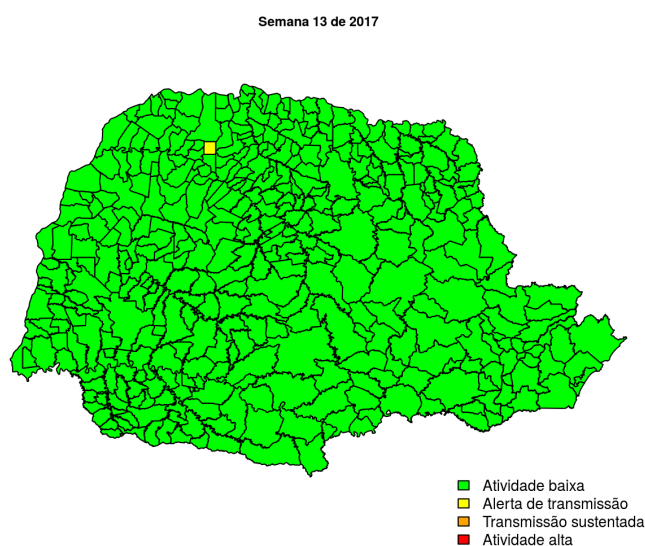 Semana 13 de 2017
Atividade baixa
Alerta de transmissão
Transmissão sustentada
Atividade alta